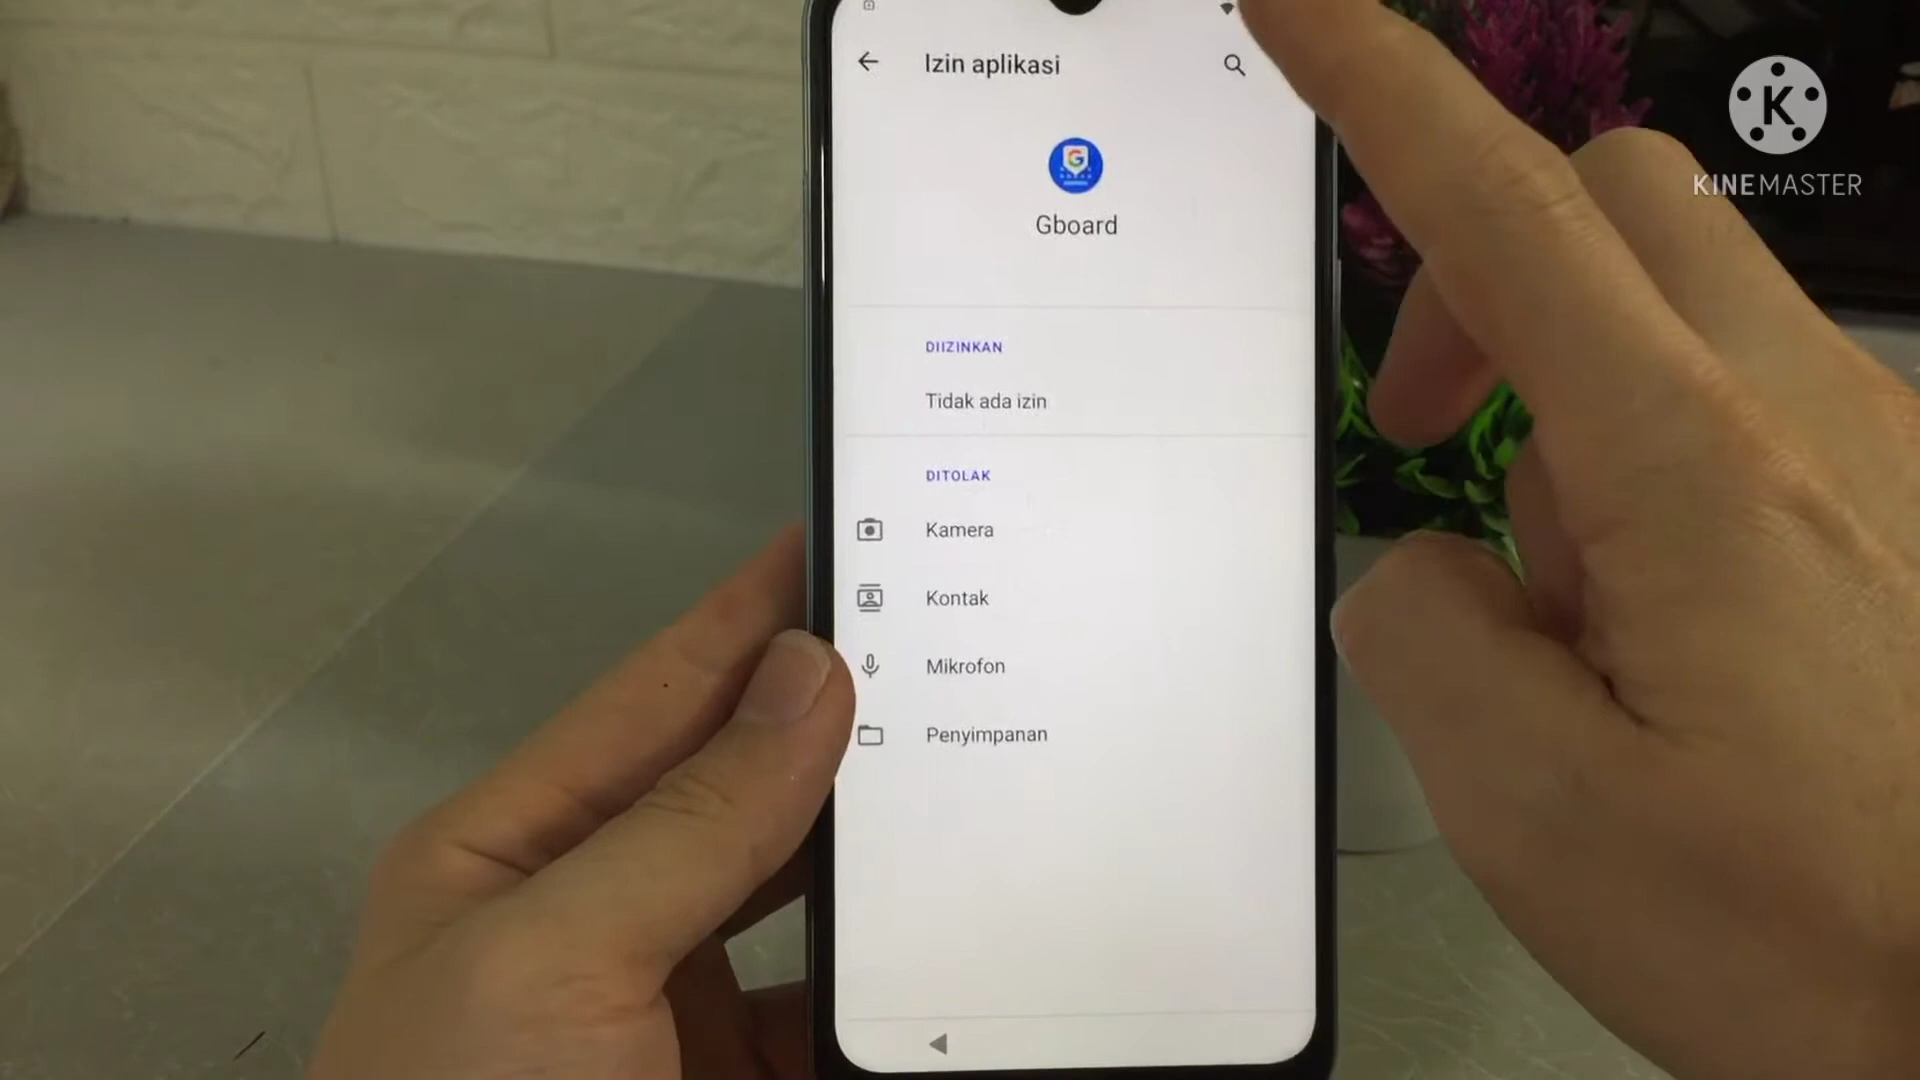 Izin aplikasi
K
KINEMASTER
G
Gboard
DIIZINKAN
Tidak ada izin
DITOLAK
Kamera
Kontak
Mikrofon
Penyimpanan